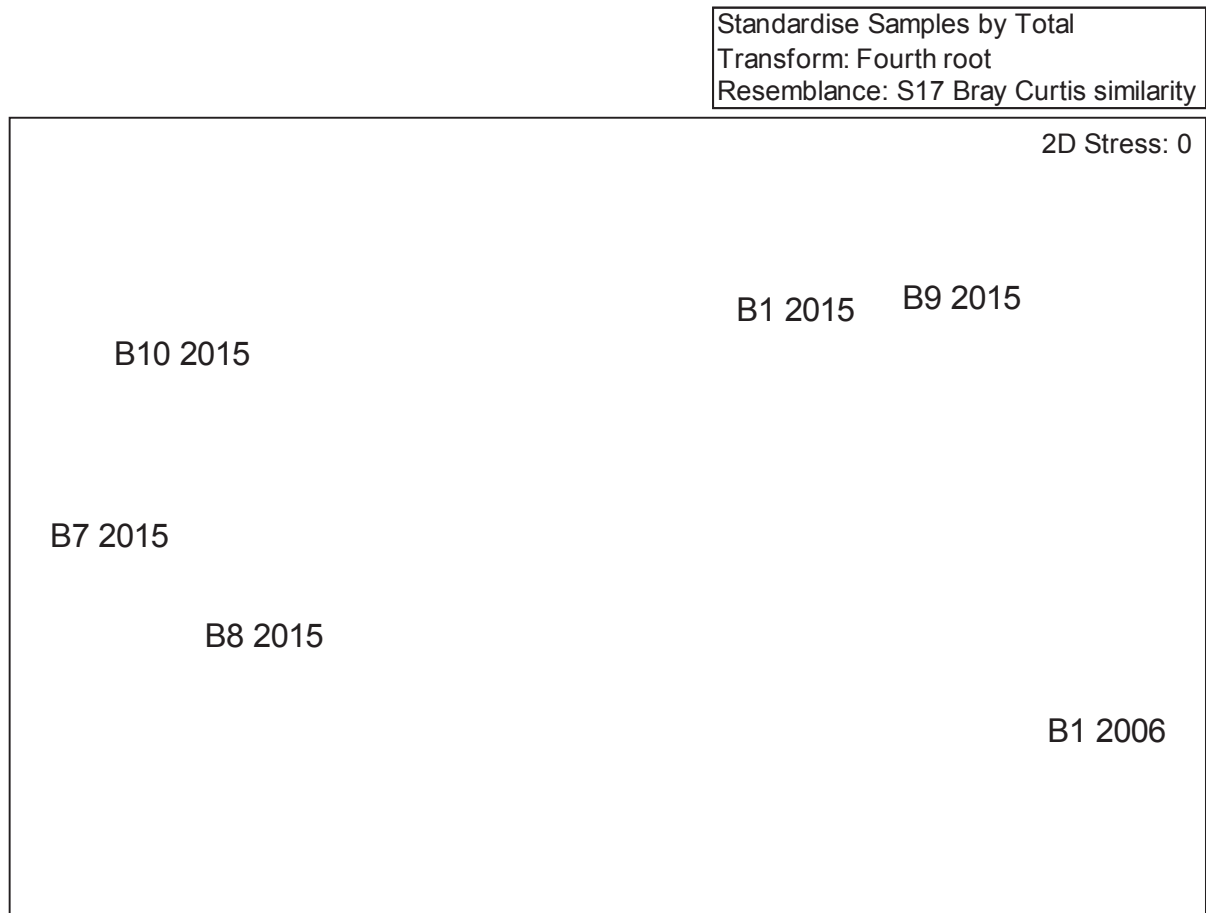 Standardise Samples by Total
Transform: Fourth root
Resemblance: S17 Bray Curtis similarity
2D Stress: 0
B1 2015
B9 2015
B10 2015
B7 2015
B8 2015
B1 2006